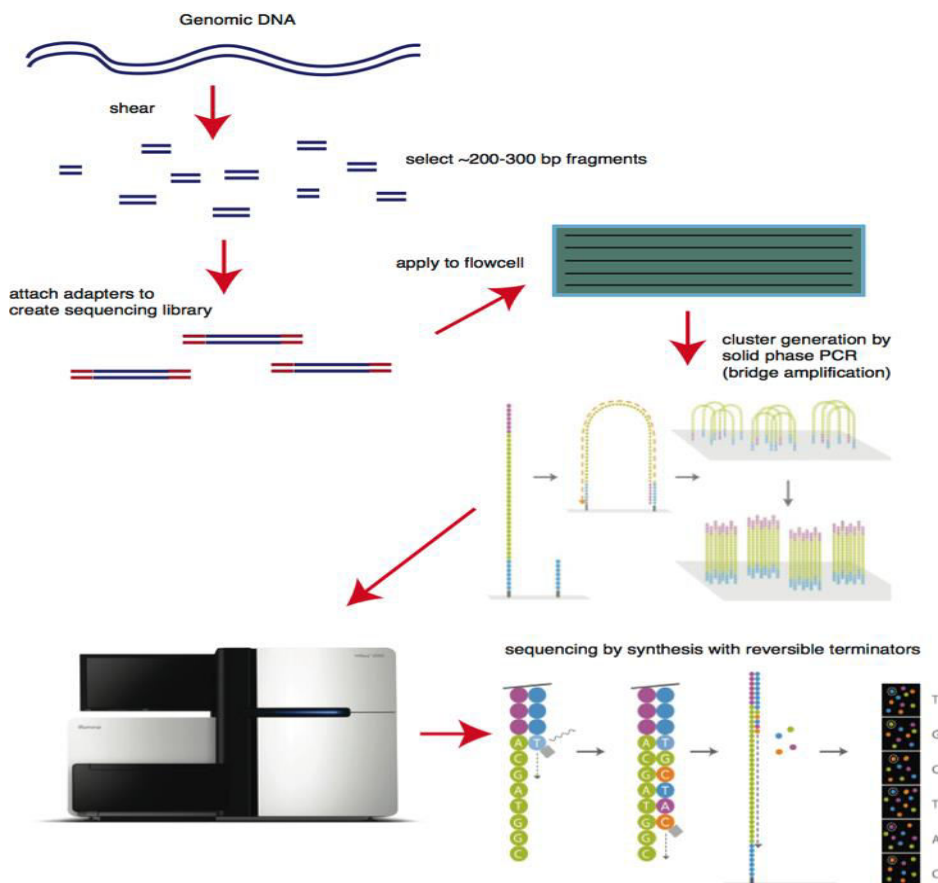 Genomic DNA
shear
select ~200-300 bp fragments
attach adapters to
create sequencing library
apply to flowcell
cluster generation by
solid phase PCR
(bridge amplification)
sequencing by synthesis with reversible terminators
A T
C
G
A
T
G
G
C
A T
C G
G C
A T
T A
G C
G
C
T
G
C
T
A
C